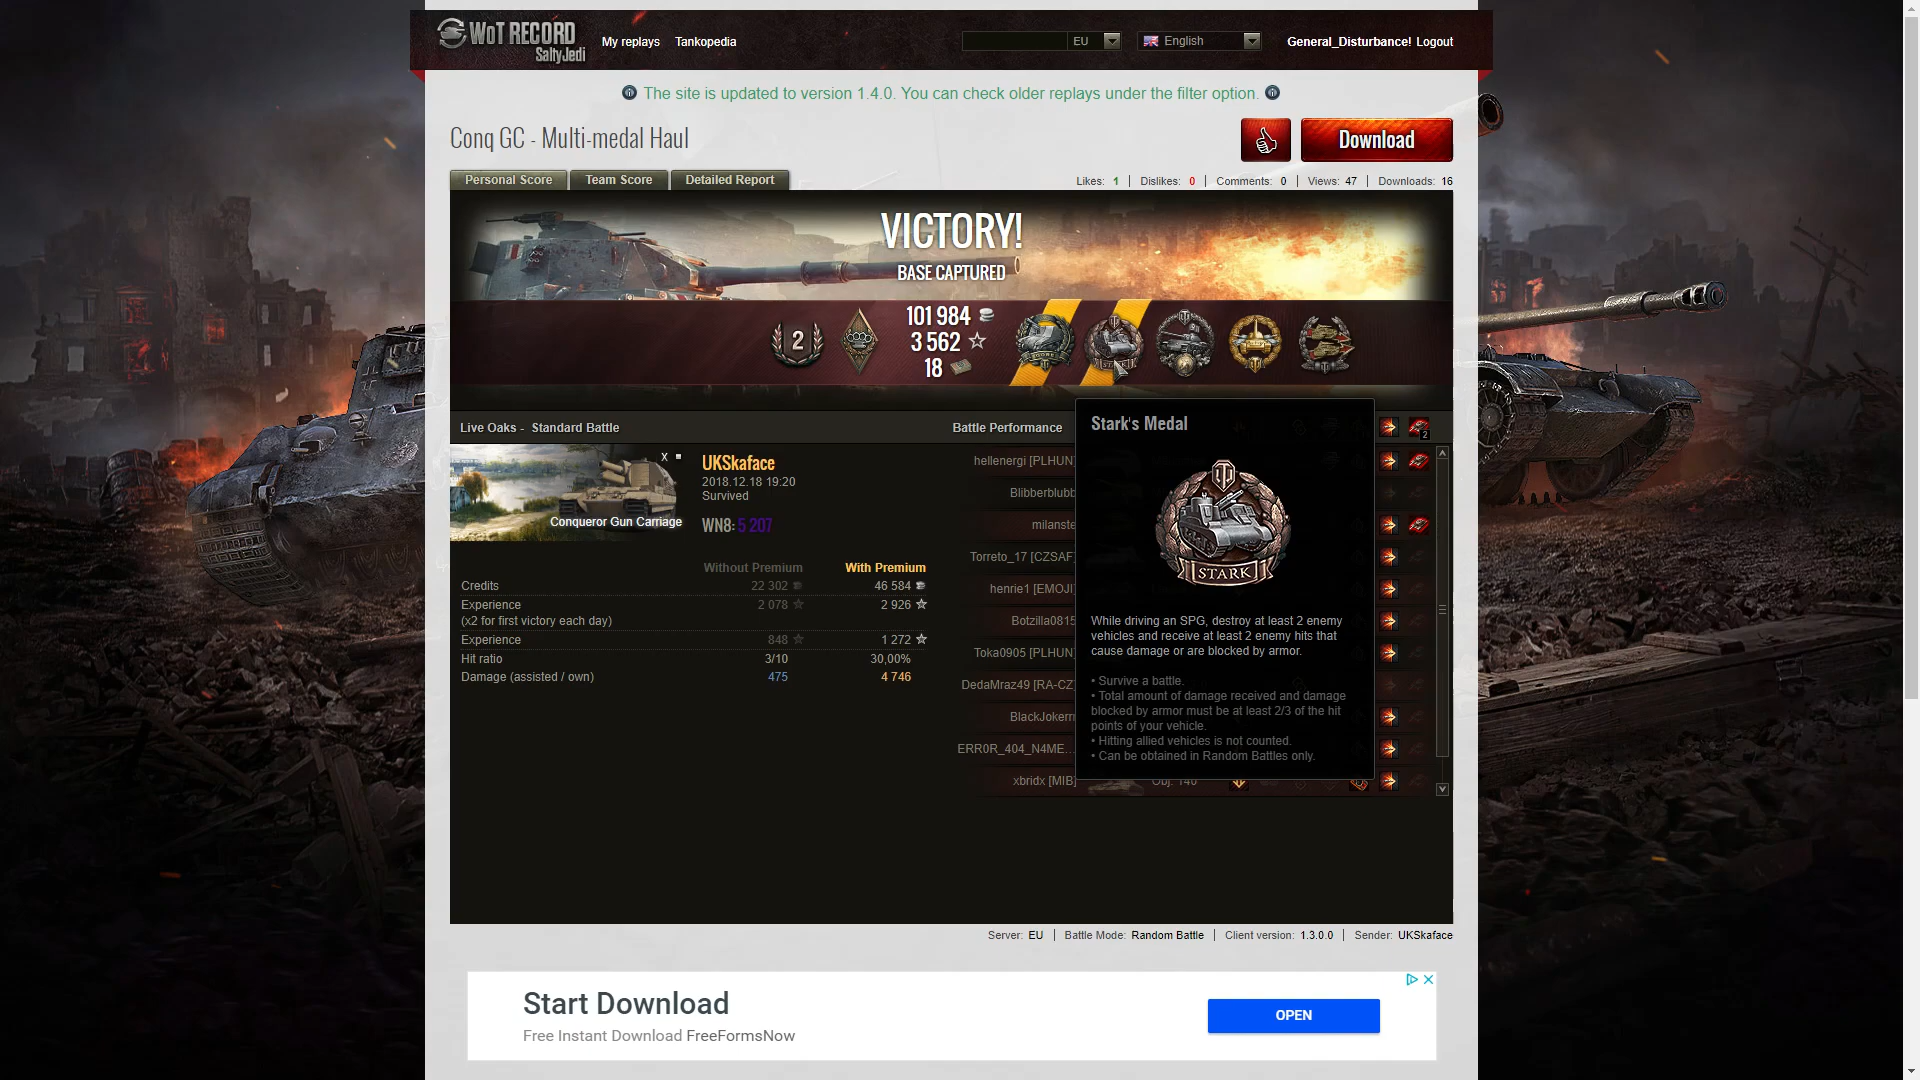 WoT RECORD
SaltyJedi
My replays
Tankopedia
EU
English
General_Disturbance! Logout
The site is updated to version 1.4.0. You can check older replays under the filter option.
Conq GC - Multi-medal Haul
Download
Personal Score
Team Score
Detailed Report
Likes: 1 | Dislikes: 0 | Comments: 0 | Views: 47 | Downloads: 16
VICTORY!
BASE CAPTURED
2
101 984
3 562
18
Live Oaks - Standard Battle
Battle Performance
2
X
Conqueror Gun Carriage
UKSkaface
2018.12.18 19:20
Survived
WN8: 5 207
Without Premium
With Premium
Credits 22 302 46 584
Experience 2 078 2 926
(x2 for first victory each day)
Experience 848 1 272
Hit ratio 3/10 30,00%
Damage (assisted / own) 475 4 746
hellenergi [PLHUN]
Blibberblubb
milanste
Torreto_17 [CZSAF]
henrie1 [EMOJI]
Botzilla0815
Toka0905 [PLHUN]
DedaMraz49 [RA-CZ]
BlackJokerr
ERR0R_404_N4ME...
xbridx [MIB]
Obj. 140
Stark's Medal
STARK
While driving an SPG, destroy at least 2 enemy
vehicles and receive at least 2 enemy hits that
cause damage or are blocked by armor.
• Survive a battle.
• Total amount of damage received and damage
blocked by armor must be at least 2/3 of the hit
points of your vehicle.
• Hitting allied vehicles is not counted.
• Can be obtained in Random Battles only.
Server: EU | Battle Mode: Random Battle | Client version: 1.3.0.0 | Sender: UKSkaface
Start Download
Free Instant Download FreeFormsNow
OPEN